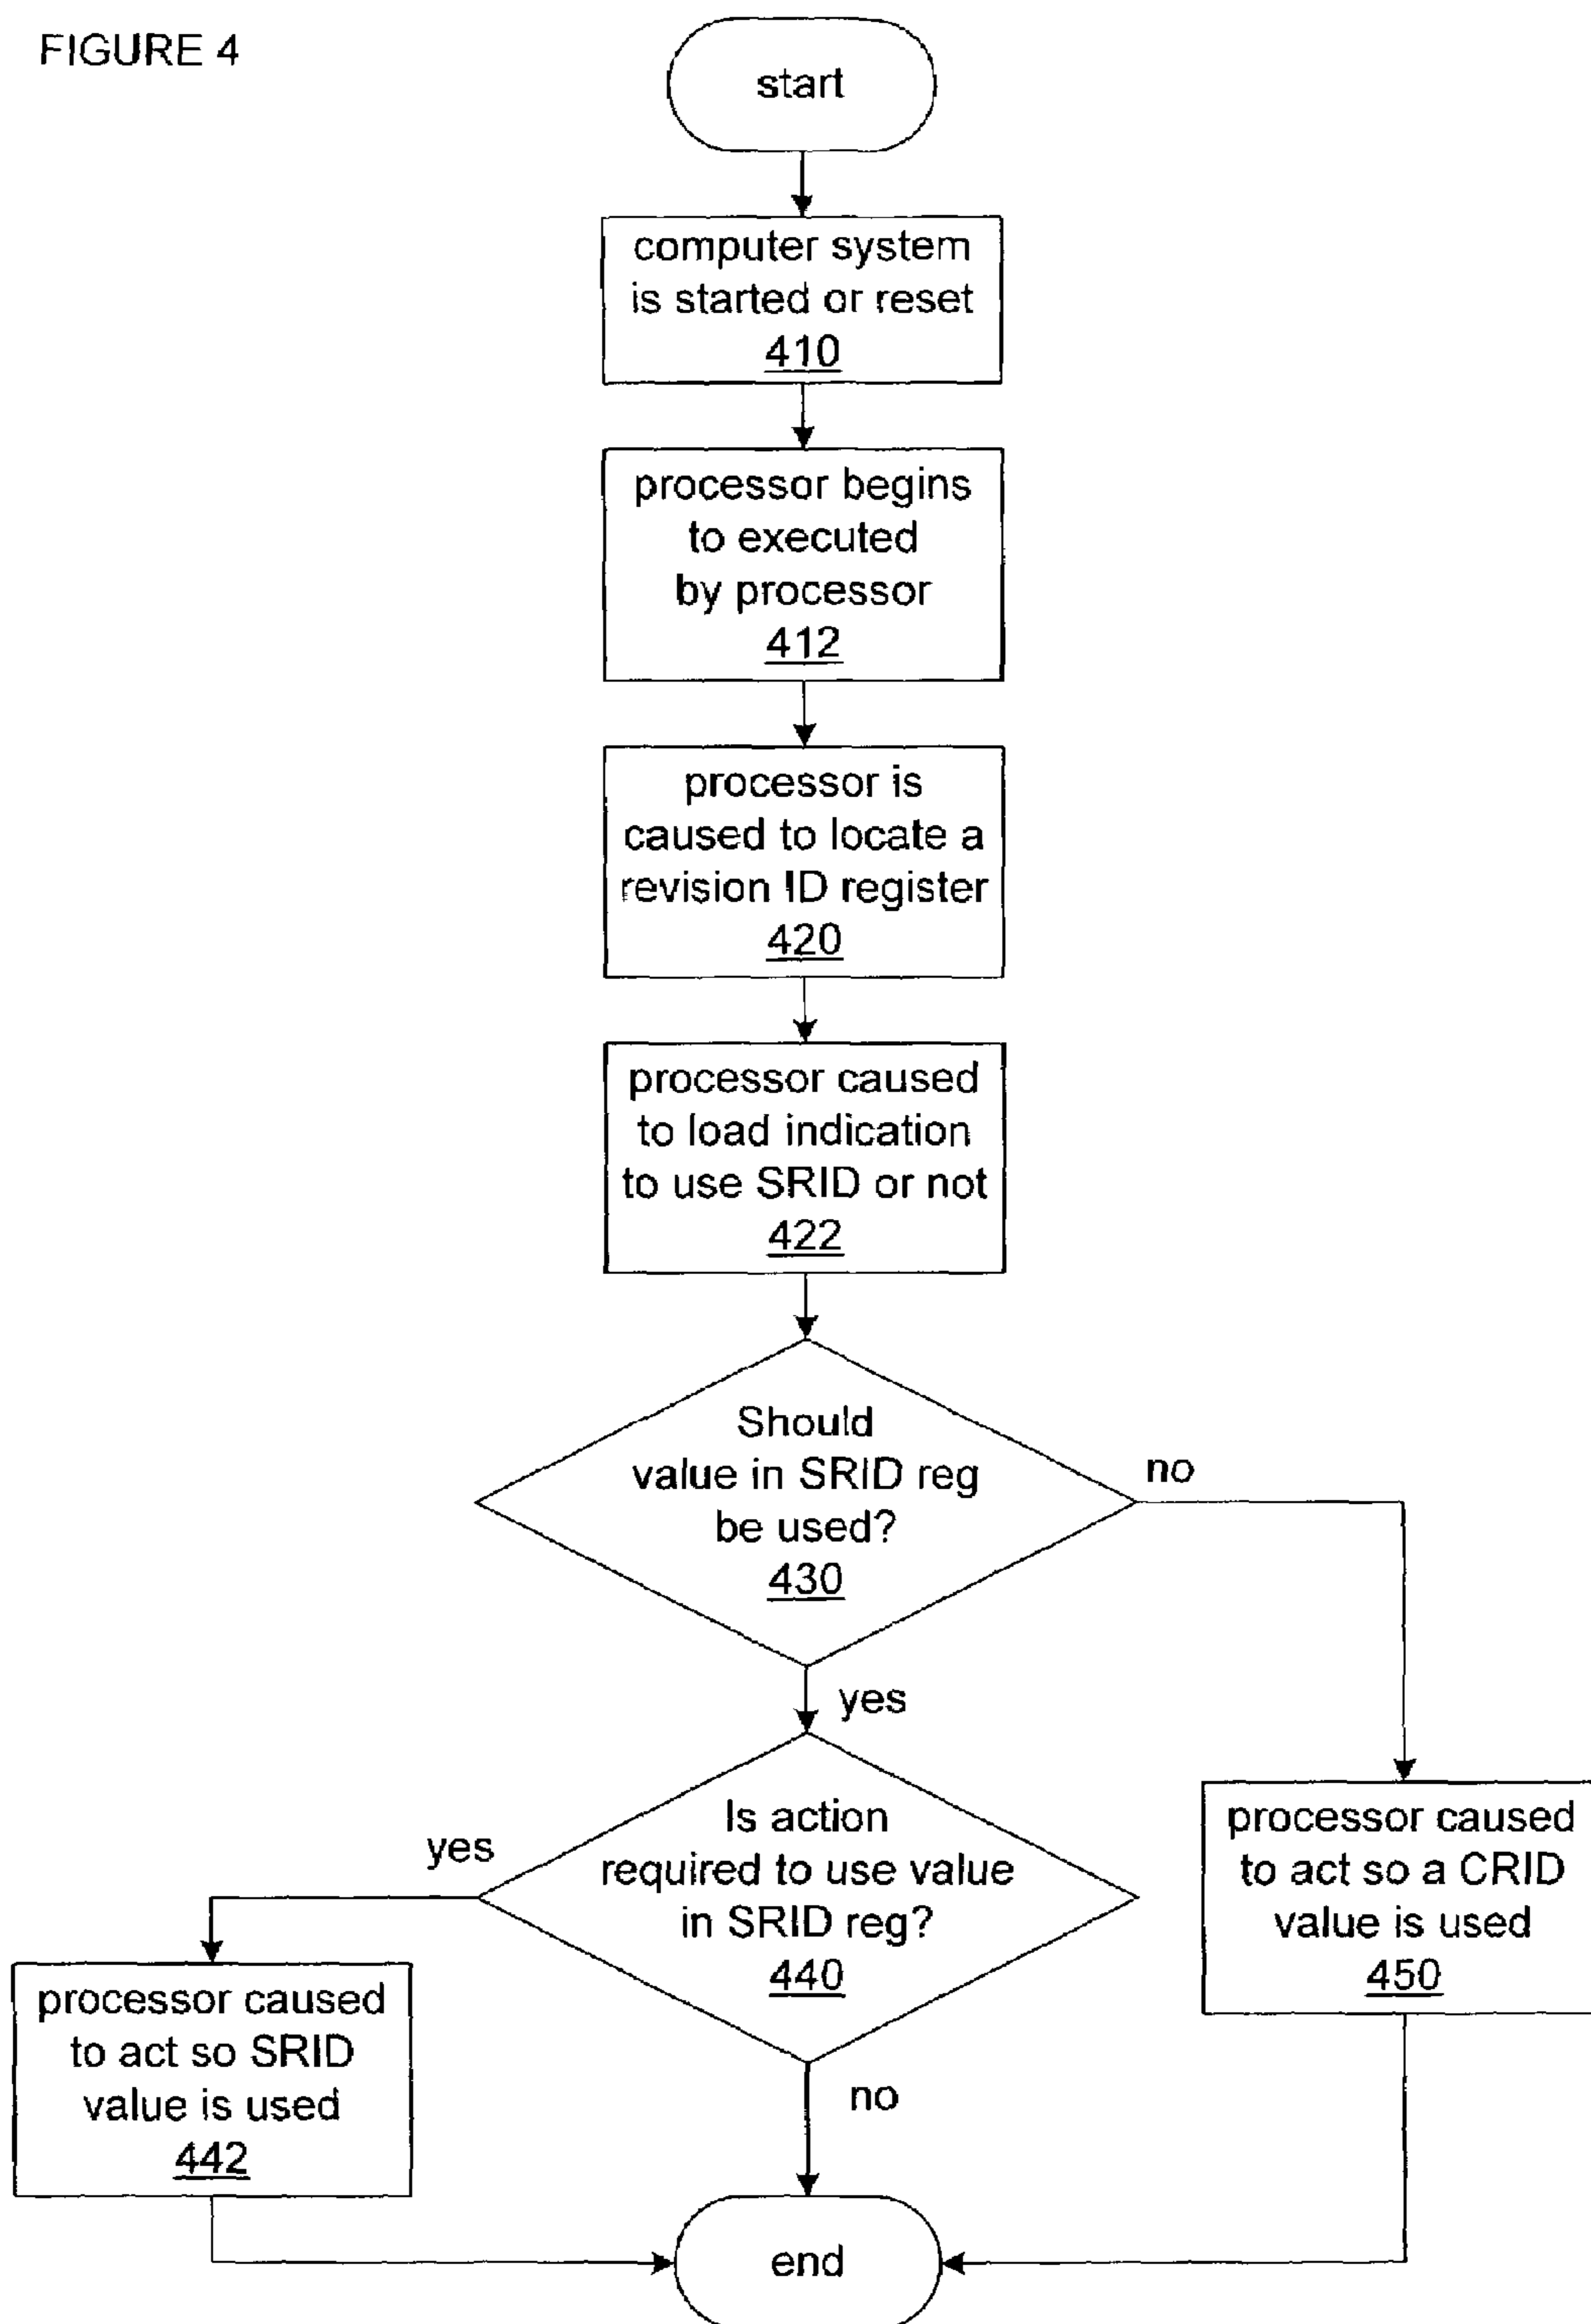 FIGURE 4
start
computer system
is started or reset
410
processor begins
to executed
by processor
412
processor is
caused to locate a
revision ID register
420
processor caused
to load indication
to use SRID or not
422
Should
value in SRID reg
be used?
430
no
yes
Is action
required to use value
in SRID reg?
440
yes
no
processor caused
to act so a CRID
value is used
450
processor caused
to act so SRID
value is used
442
end